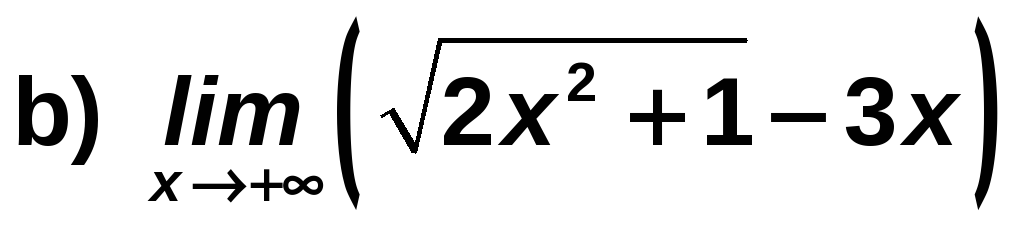 b) lim x→+∞ (√2x² + 1 − 3x)